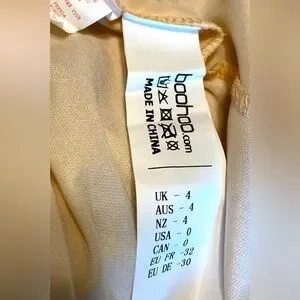 boohoo.com
MADE IN CHINA
UK - 4
AUS - 4
NZ - 4
USA - 0
CAN - 0
EU FR -32
EU DE -30